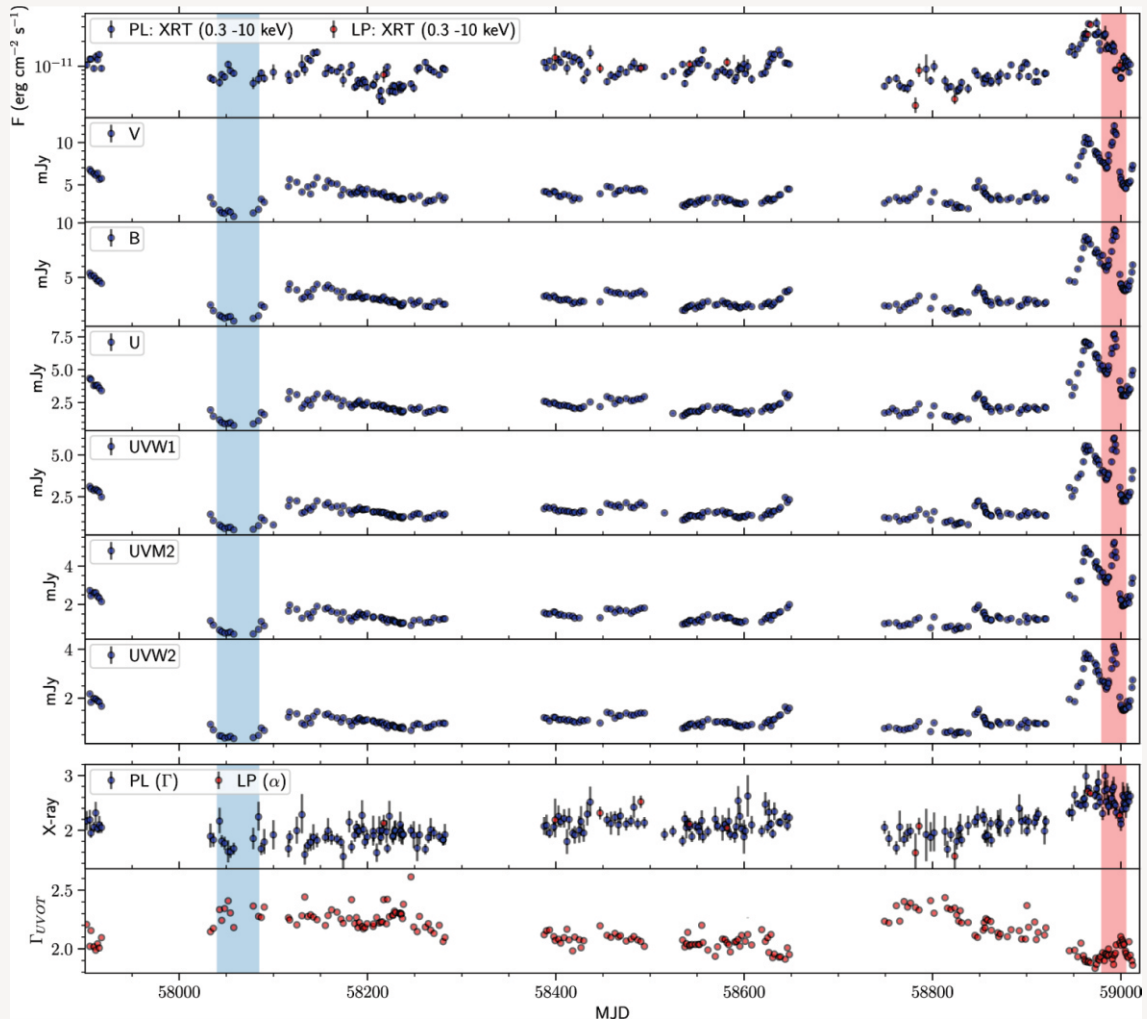 PL: XRT (0.3 -10 keV) LP: XRT (0.3 -10 keV)
F (erg cm⁻² s⁻¹)
10⁻¹¹
V
mJy
10
5
10
B
mJy
10
5
U
mJy
7.5
5.0
2.5
UVW1
mJy
5.0
2.5
UVM2
mJy
4
2
UVW2
mJy
4
2
PL (Γ) LP (α)
X-ray
3
2
Γ_UVOT
2.5
2.0
58000 58200 58400 58600 58800 59000
MJD